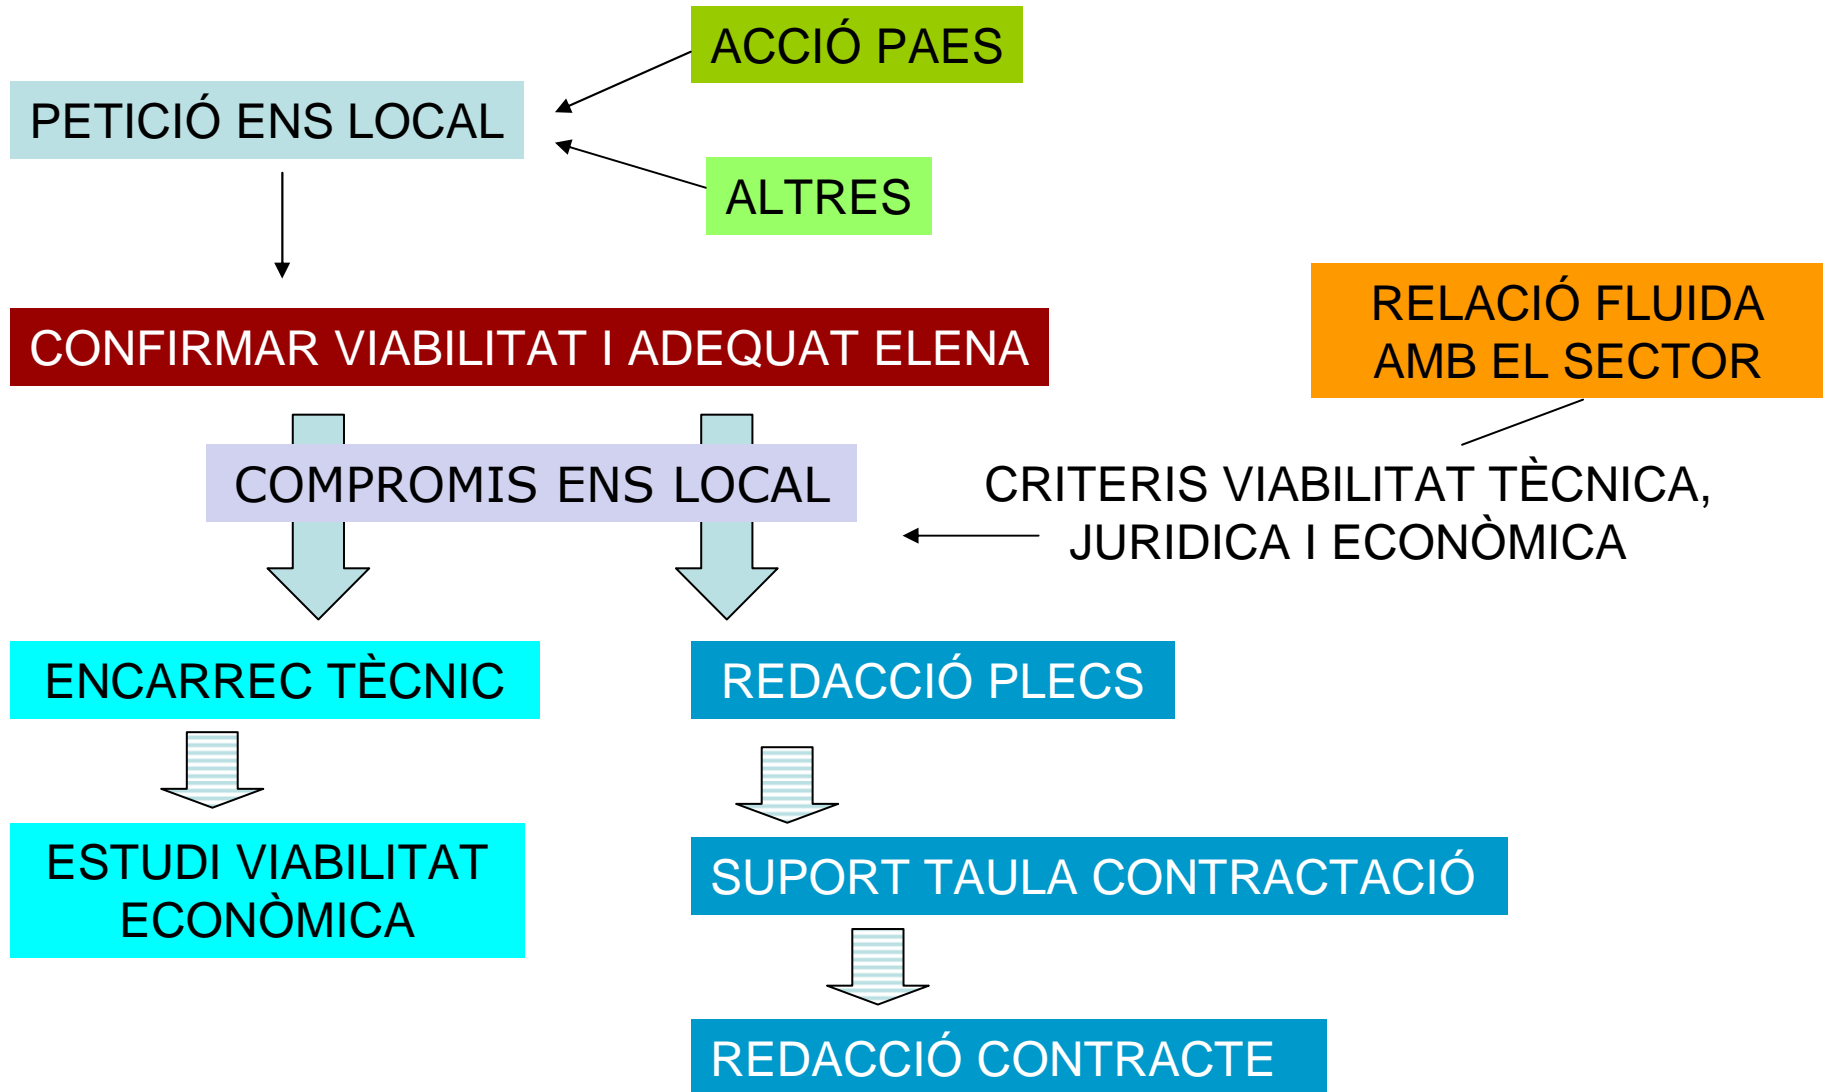 ACCIÓ PAES
PETICIÓ ENS LOCAL
ALTRES
RELACIÓ FLUIDA
AMB EL SECTOR
CONFIRMAR VIABILITAT I ADEQUAT ELENA
COMPROMIS ENS LOCAL
CRITERIS VIABILITAT TÈCNICA,
JURIDICA I ECONÒMICA
ENCARREC TÈCNIC
REDACCIÓ PLECS
ESTUDI VIABILITAT
ECONÒMICA
SUPORT TAULA CONTRACTACIÓ
REDACCIÓ CONTRACTE